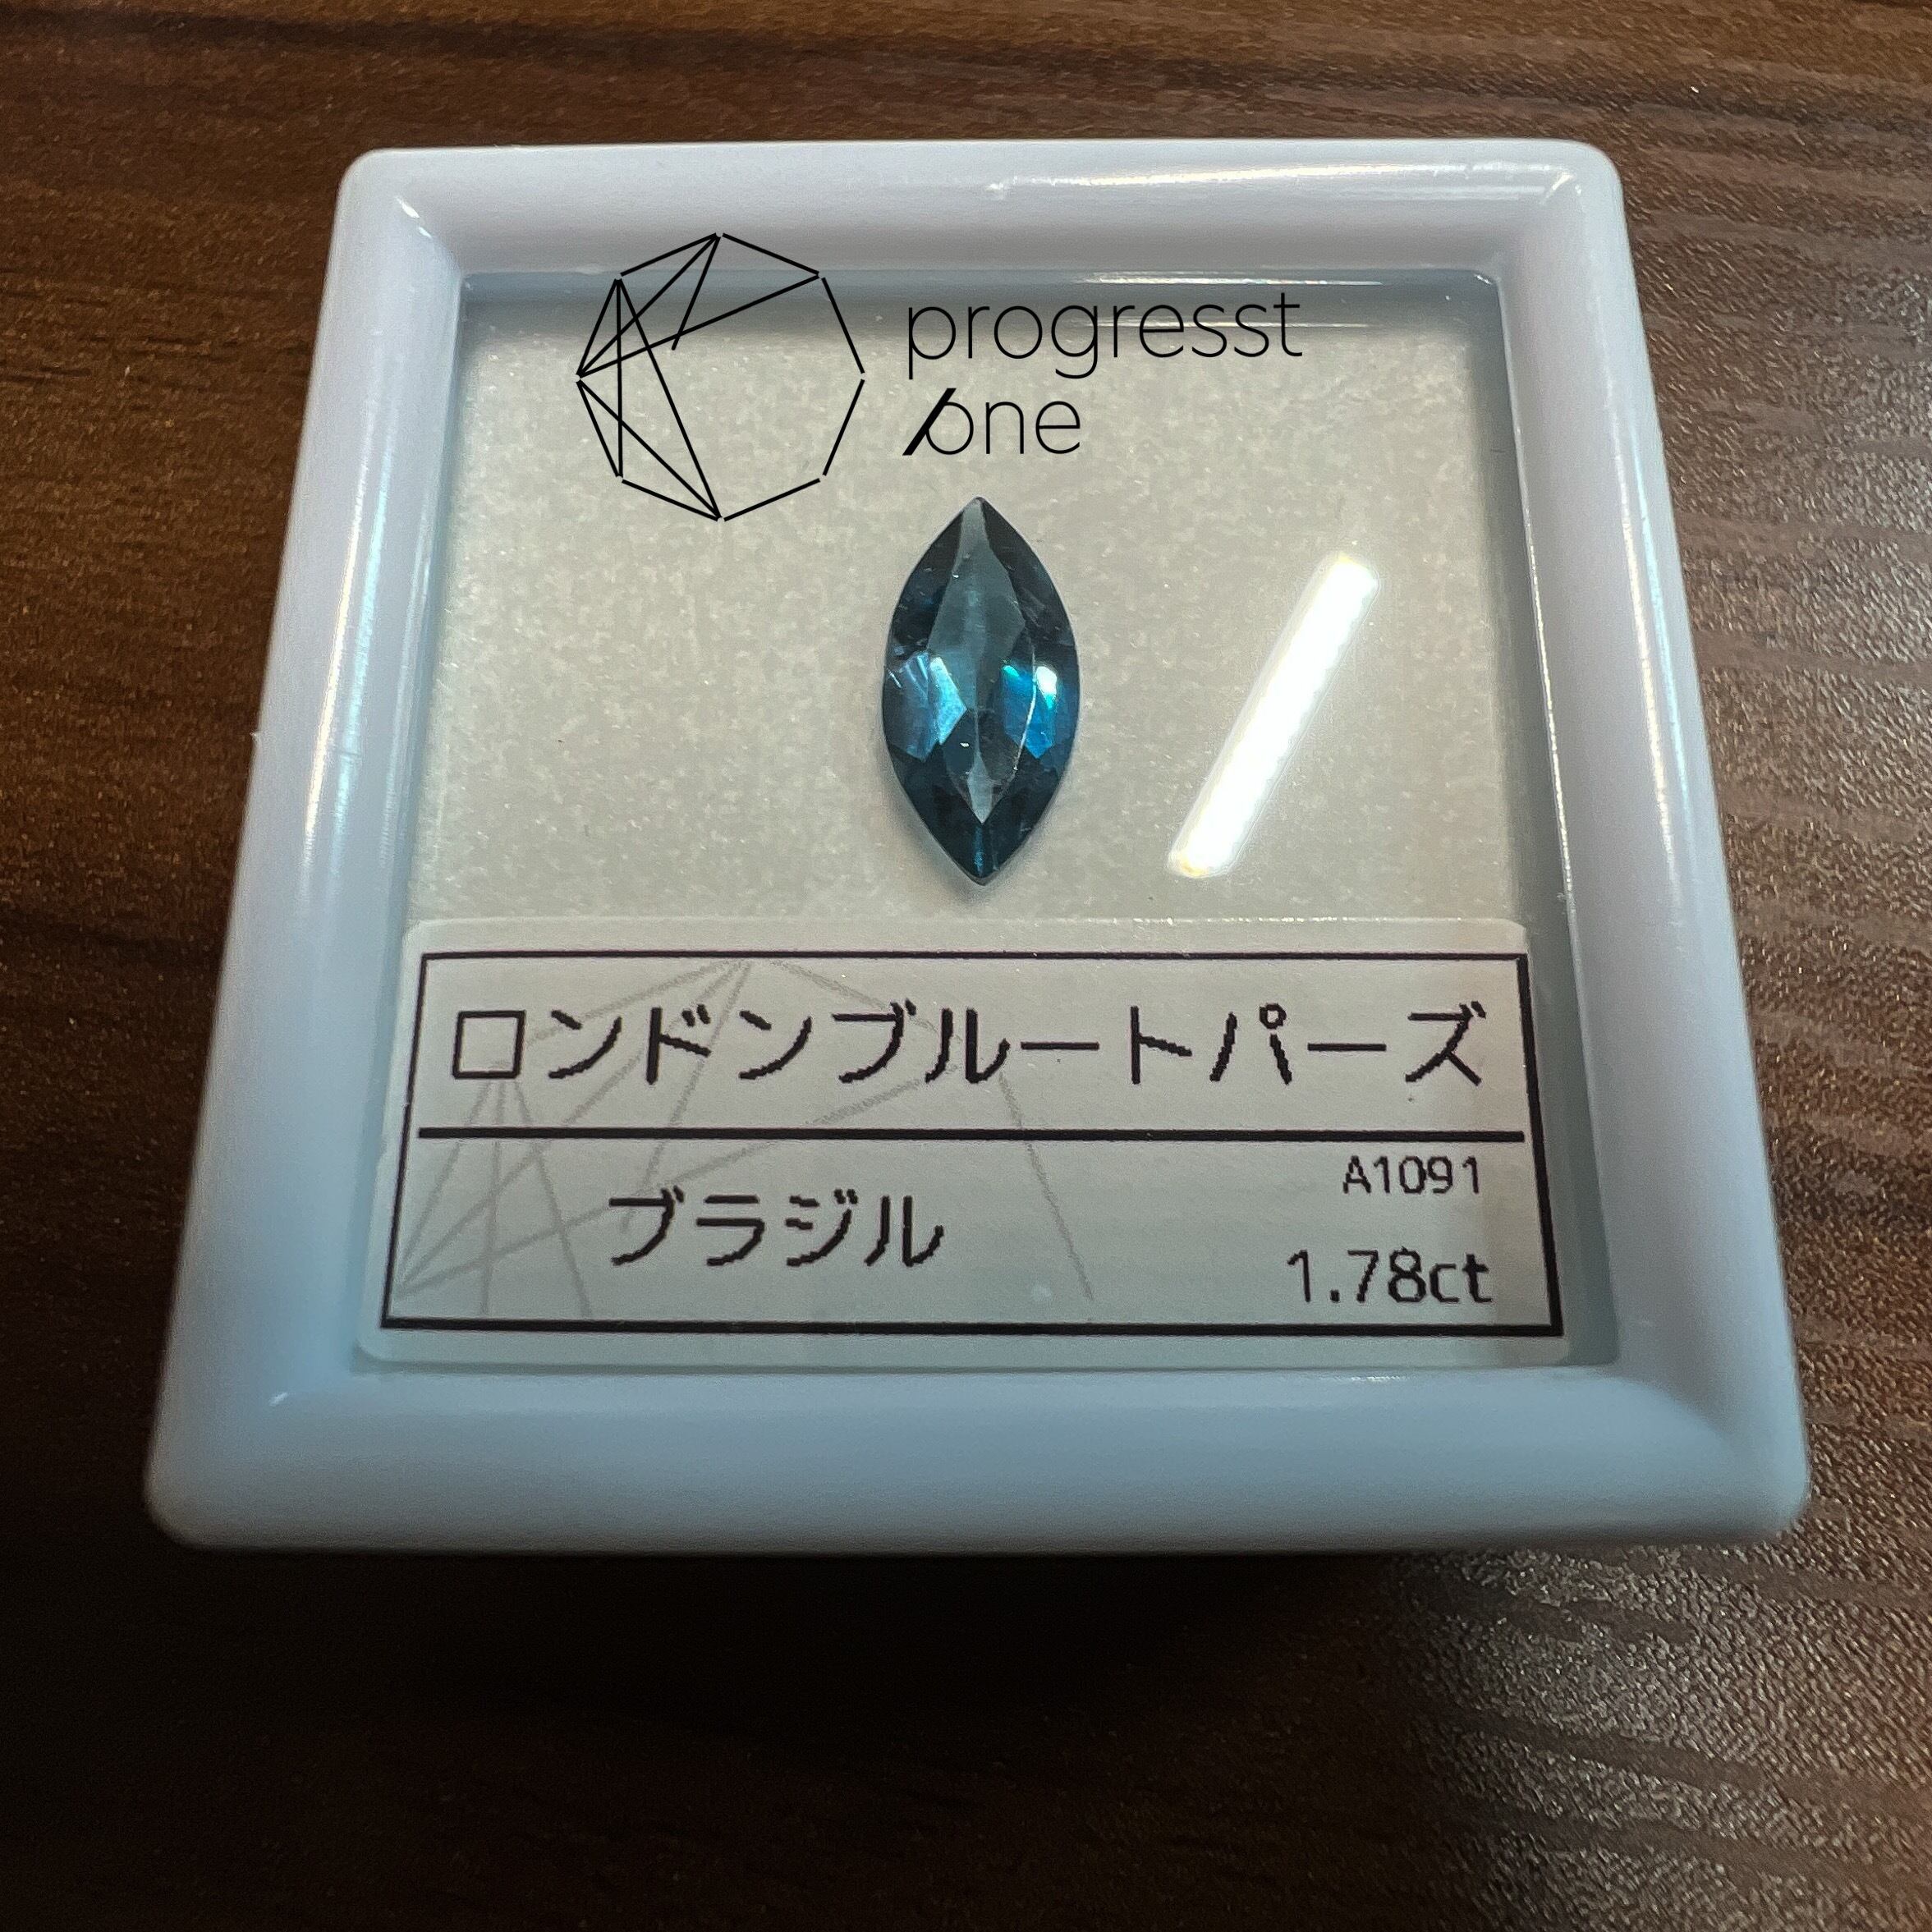 progresst
one
ロンドンブルートパーズ
ブラジル
A1091
1.78ct